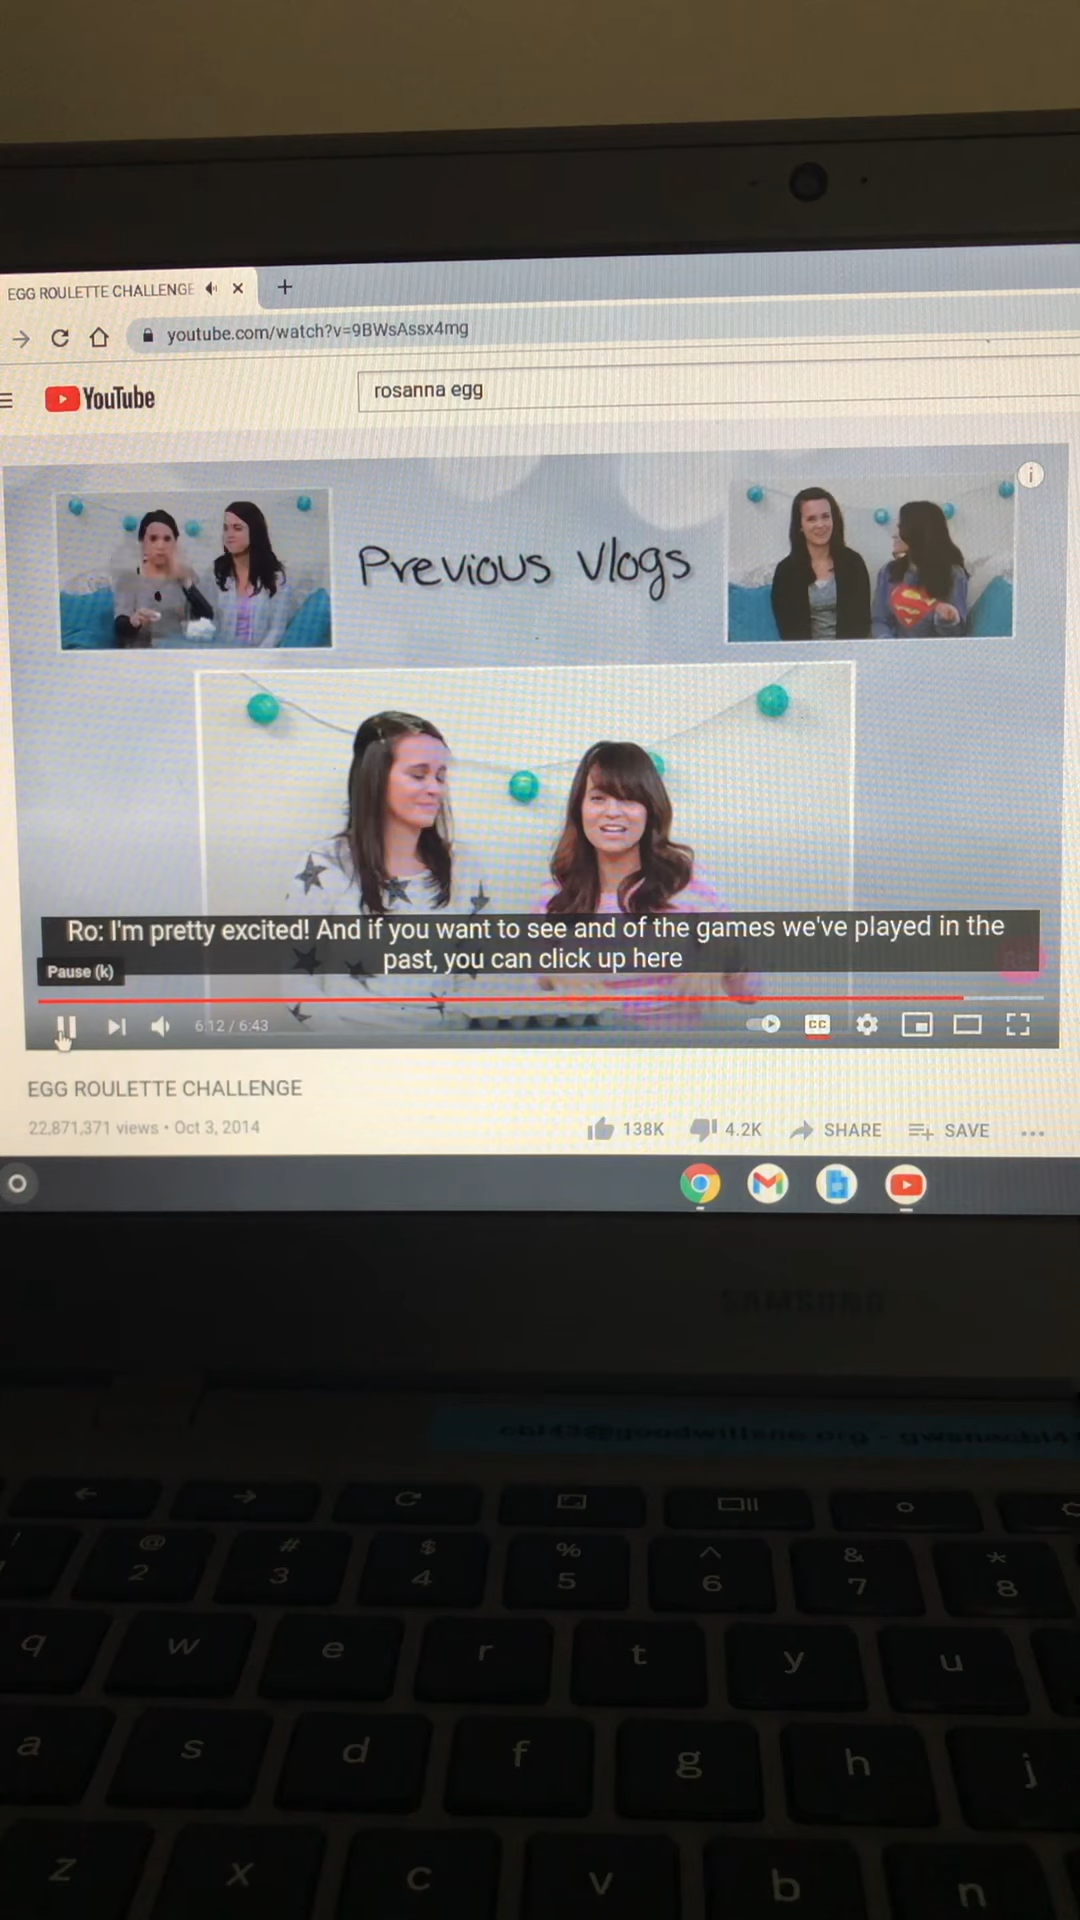 EGG ROULETTE CHALLENGE
youtube.com/watch?v=9BWsAssx4mg
YouTube
rosanna egg
Previous Vlogs
Ro: I'm pretty excited! And if you want to see and of the games we've played in the
past, you can click up here
Pause (k)
6:12 / 6:43
CC
EGG ROULETTE CHALLENGE
22,871,371 views • Oct 3, 2014
138K 4.2K SHARE SAVE
SAMSUNG
! @ # $ % ^ & *
2 3 4 5 6 7 8
q w e r t y u
a s d f g h j
z x c v b n